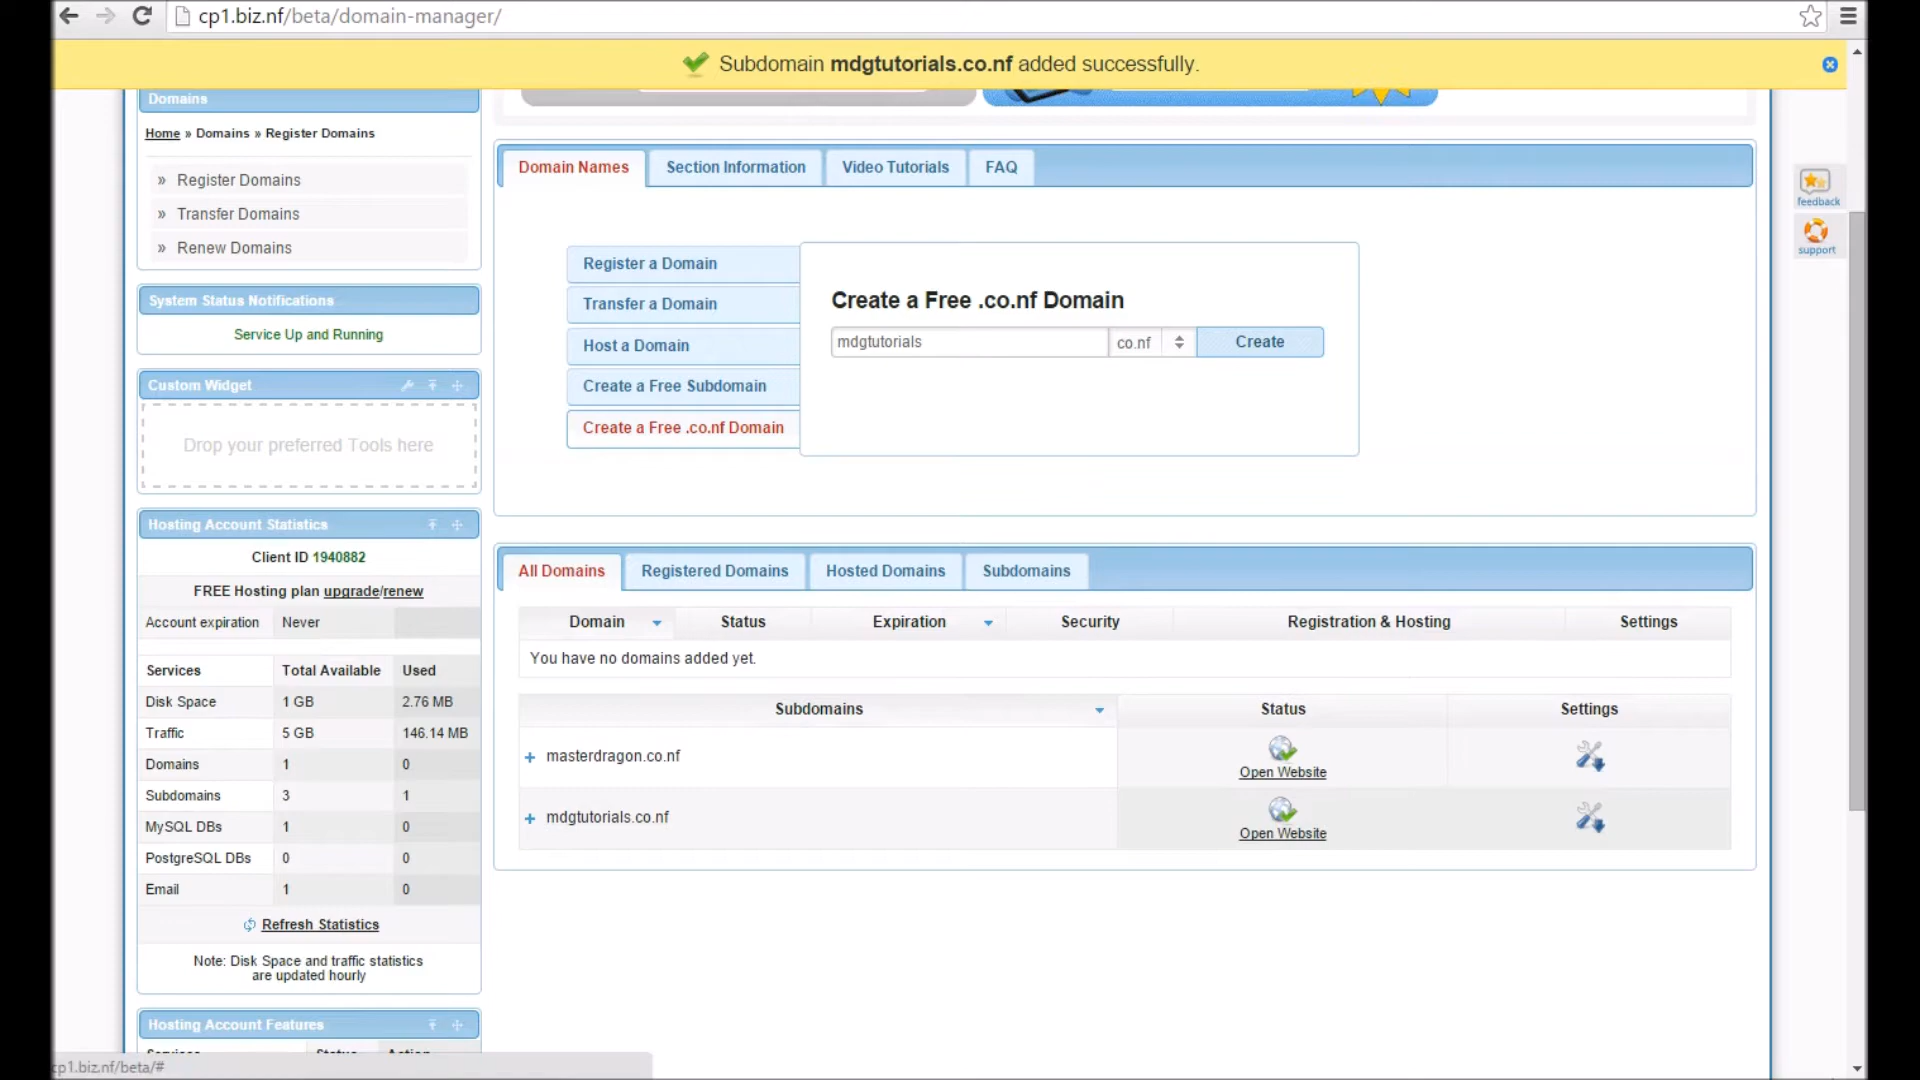 cp1.biz.nf/beta/domain-manager/
Subdomain mdgtutorials.co.nf added successfully.
Domains
Home » Domains » Register Domains
» Register Domains
» Transfer Domains
» Renew Domains
System Status Notifications
Service Up and Running
Custom Widget
Drop your preferred Tools here
Hosting Account Statistics
Client ID 1940882
FREE Hosting plan upgrade/renew
Account expiration Never
Services Total Available Used
Disk Space 1 GB 2.76 MB
Traffic 5 GB 146.14 MB
Domains 1 0
Subdomains 3 1
MySQL DBs 1 0
PostgreSQL DBs 0 0
Email 1 0
Refresh Statistics
Note: Disk Space and traffic statistics
are updated hourly
Hosting Account Features
Services Status Action
cp1.biz.nf/beta/#
Domain Names Section Information Video Tutorials FAQ
Register a Domain
Transfer a Domain
Host a Domain
Create a Free Subdomain
Create a Free .co.nf Domain
Create a Free .co.nf Domain
mdgtutorials co.nf Create
All Domains Registered Domains Hosted Domains Subdomains
Domain Status Expiration Security Registration & Hosting Settings
You have no domains added yet.
Subdomains Status Settings
+ masterdragon.co.nf Open Website
+ mdgtutorials.co.nf Open Website
feedback
support